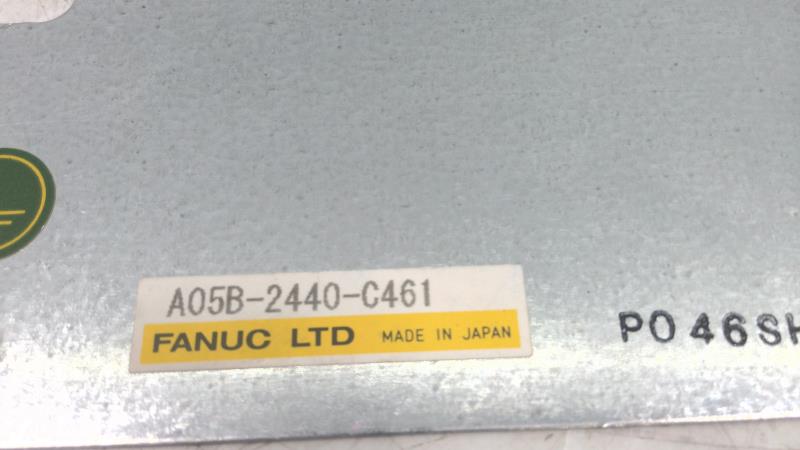 A05B-2440-C461
FANUC LTD MADE IN JAPAN
PO46SH